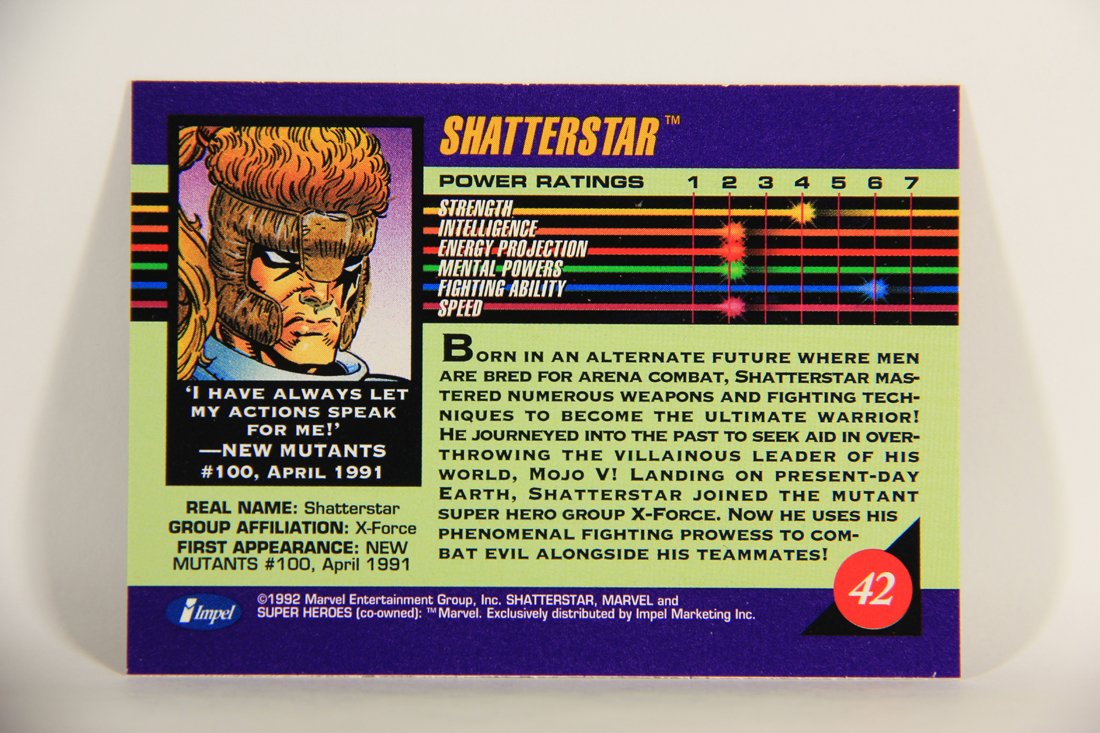 SHATTERSTAR™
POWER RATINGS 1 2 3 4 5 6 7
STRENGTH
INTELLIGENCE
ENERGY PROJECTION
MENTAL POWERS
FIGHTING ABILITY
SPEED
‘I HAVE ALWAYS LET
MY ACTIONS SPEAK
FOR ME!’
—NEW MUTANTS
#100, APRIL 1991
REAL NAME: Shatterstar
GROUP AFFILIATION: X-Force
FIRST APPEARANCE: NEW
MUTANTS #100, April 1991
BORN IN AN ALTERNATE FUTURE WHERE MEN
ARE BRED FOR ARENA COMBAT, SHATTERSTAR MAS-
TERED NUMEROUS WEAPONS AND FIGHTING TECH-
NIQUES TO BECOME THE ULTIMATE WARRIOR!
HE JOURNEYED INTO THE PAST TO SEEK AID IN OVER-
THROWING THE VILLAINOUS LEADER OF HIS
WORLD, MOJO V! LANDING ON PRESENT-DAY
EARTH, SHATTERSTAR JOINED THE MUTANT
SUPER HERO GROUP X-FORCE. NOW HE USES HIS
PHENOMENAL FIGHTING PROWESS TO COM-
BAT EVIL ALONGSIDE HIS TEAMMATES!
42
Impel
©1992 Marvel Entertainment Group, Inc. SHATTERSTAR, MARVEL and
SUPER HEROES (co-owned): ™Marvel. Exclusively distributed by Impel Marketing Inc.